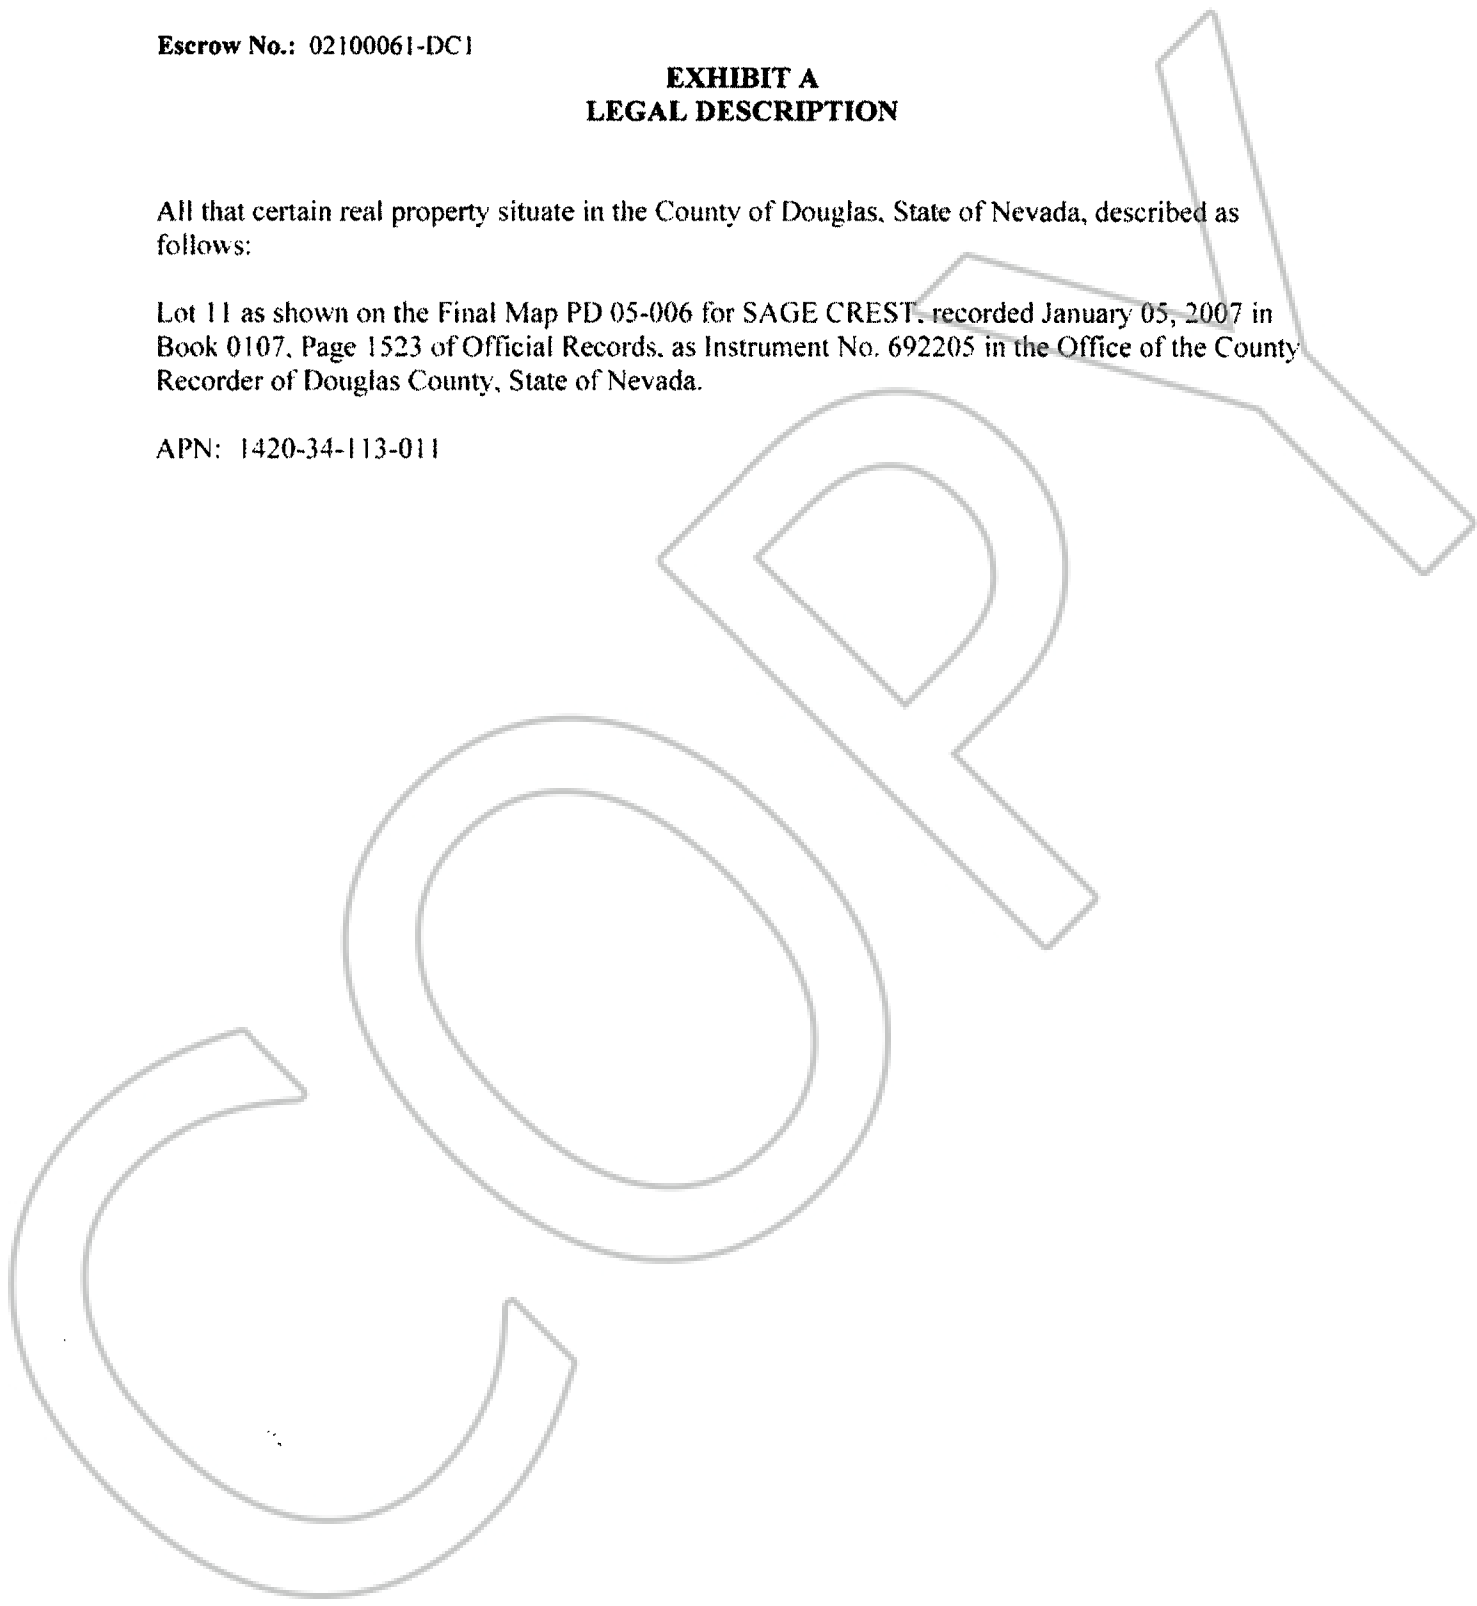 Escrow No.: 02100061-DC1
EXHIBIT A
LEGAL DESCRIPTION
All that certain real property situate in the County of Douglas, State of Nevada, described as
follows:
Lot 11 as shown on the Final Map PD 05-006 for SAGE CREST, recorded January 05, 2007 in
Book 0107, Page 1523 of Official Records, as Instrument No. 692205 in the Office of the County
Recorder of Douglas County, State of Nevada.
APN: 1420-34-113-011
COPY